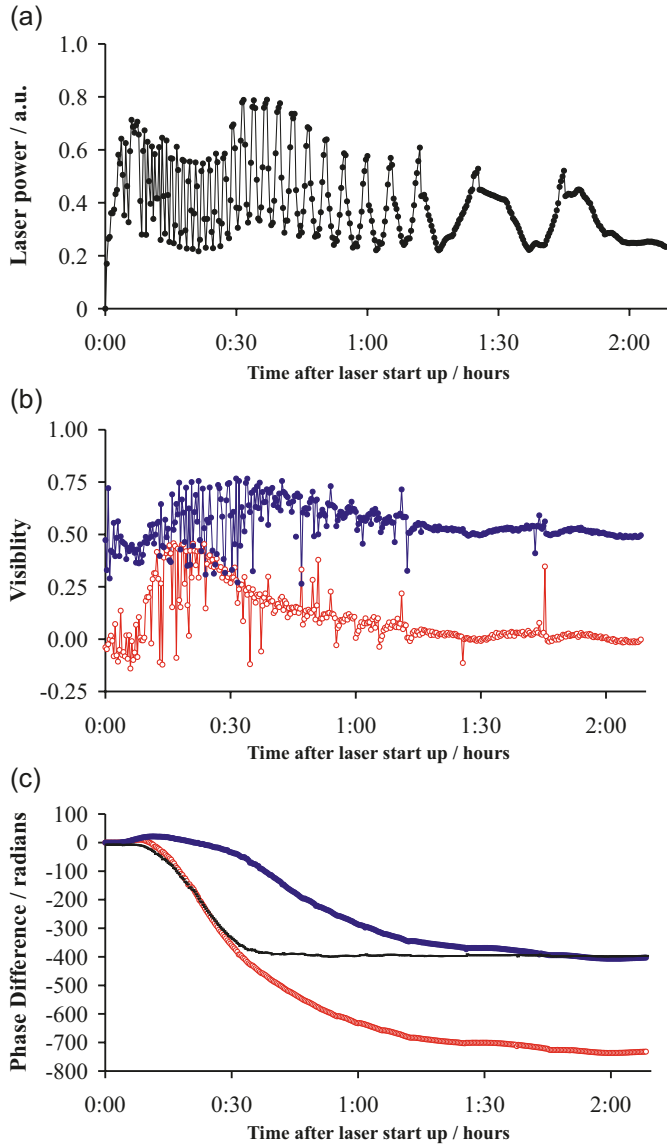 (a)
Laser power / a.u.
1.0
0.8
0.6
0.4
0.2
0
0:00 0:30 1:00 1:30 2:00
Time after laser start up / hours
(b)
Visiblity
1.00
0.75
0.50
0.25
0.00
-0.25
0:00 0:30 1:00 1:30 2:00
Time after laser start up / hours
(c)
Phase Difference / radians
100
0
-100
-200
-300
-400
-500
-600
-700
-800
0:00 0:30 1:00 1:30 2:00
Time after laser start up / hours